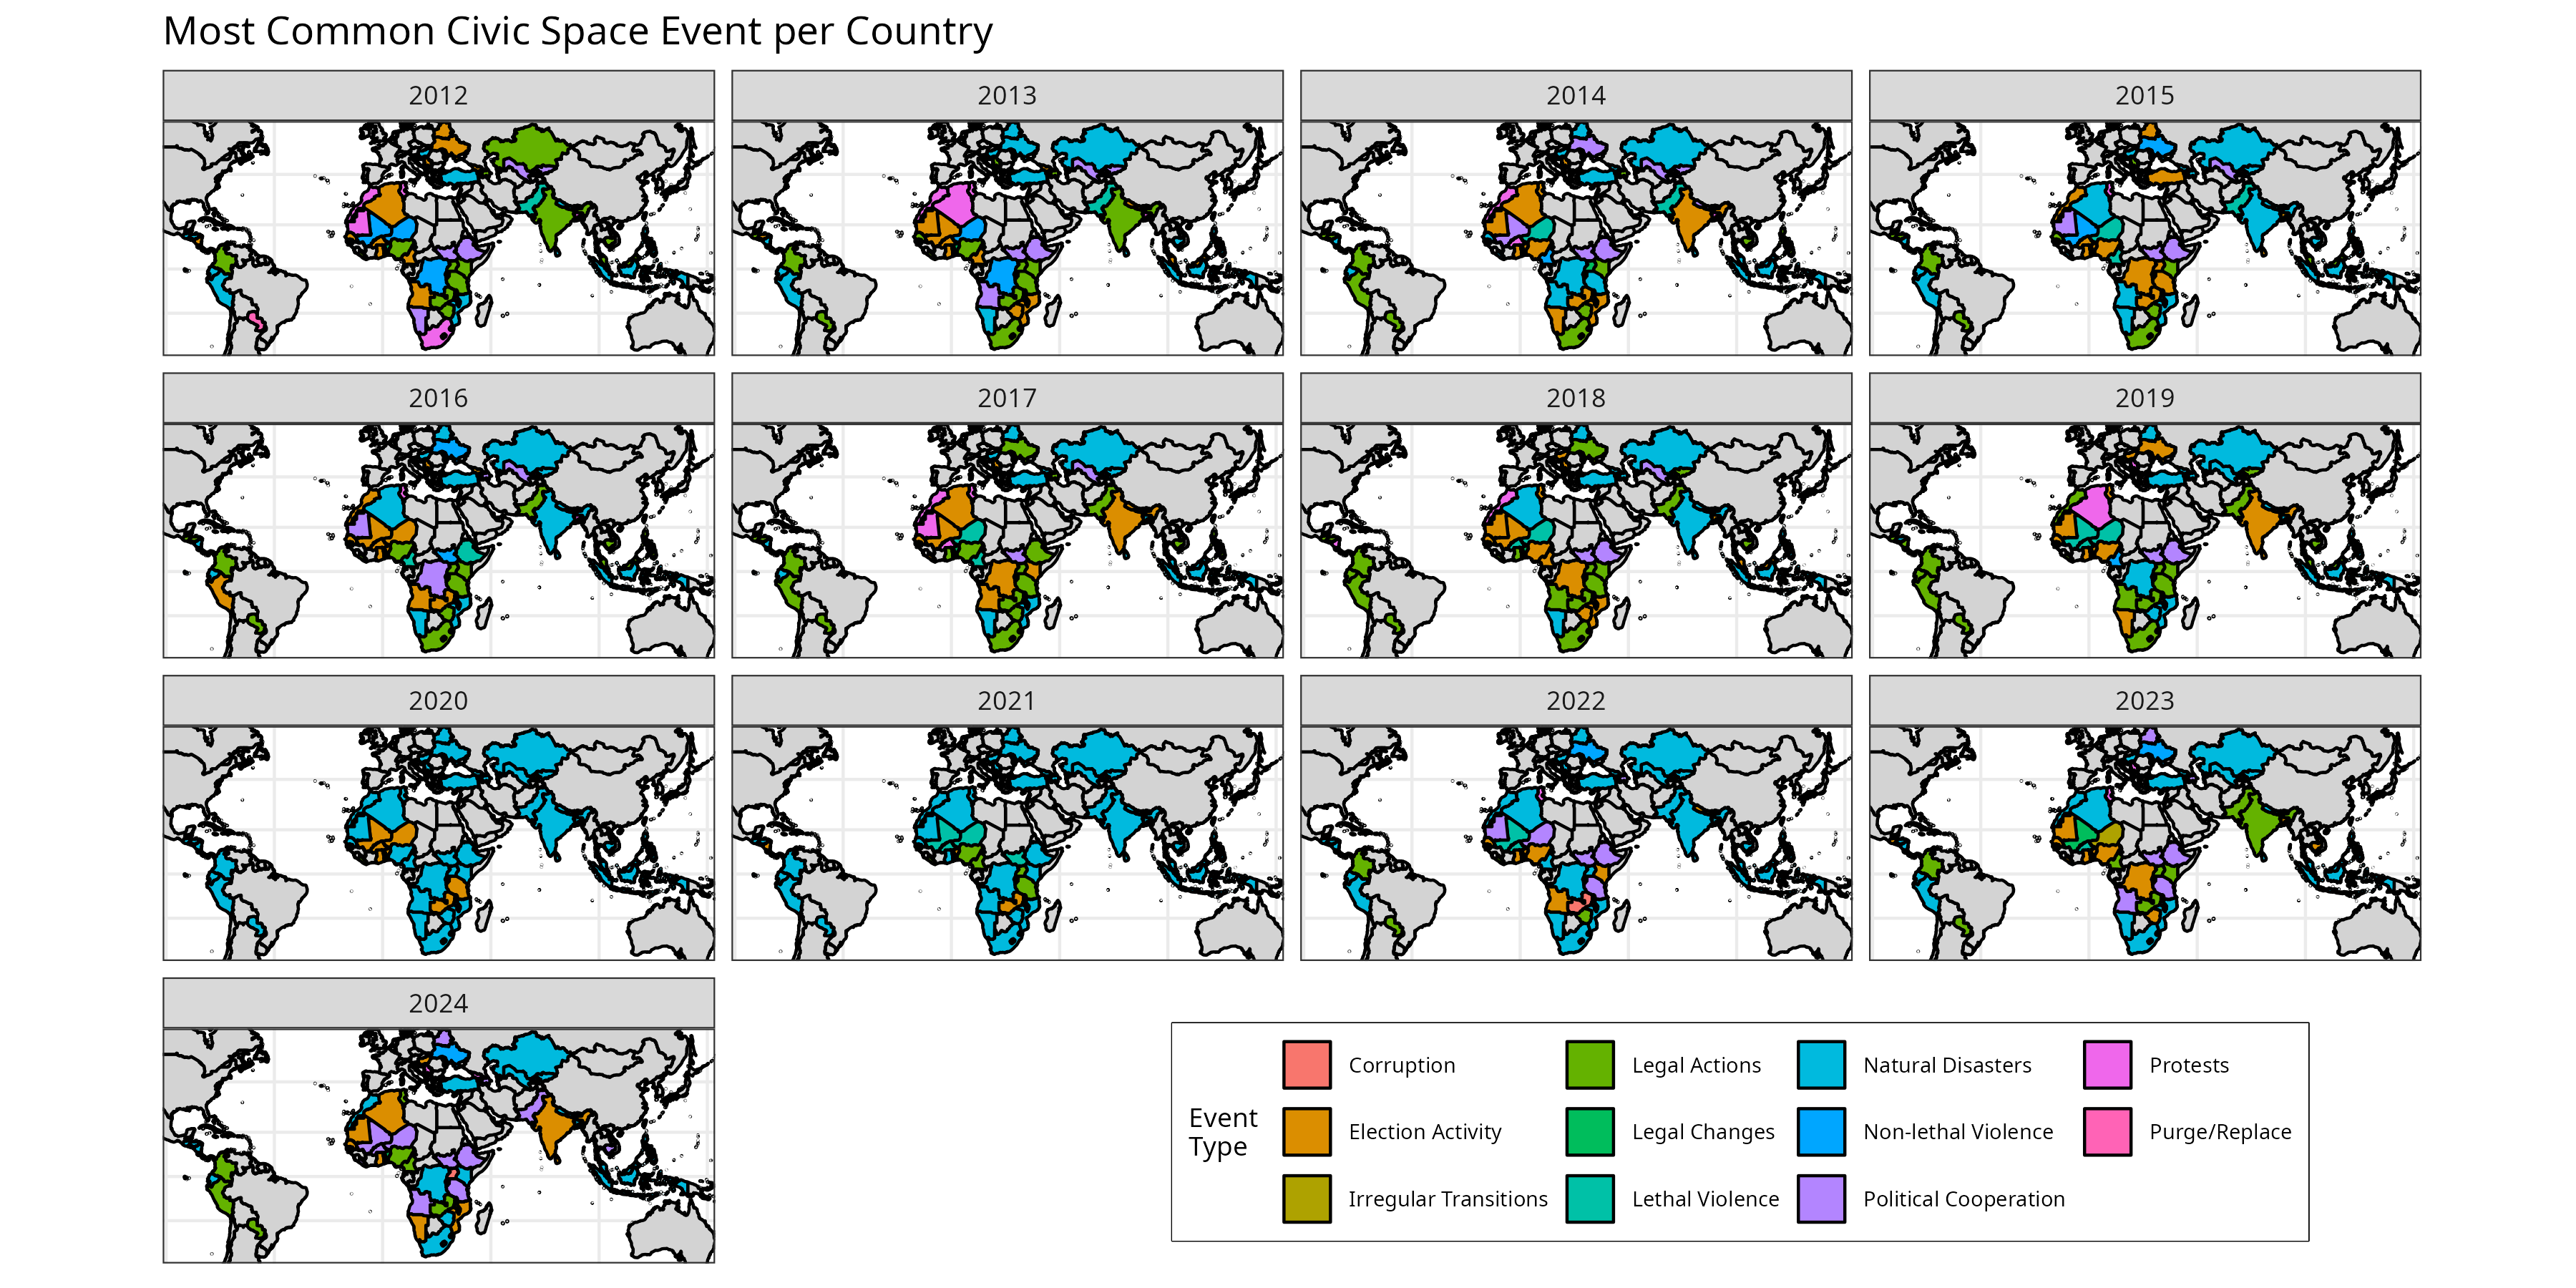 Most Common Civic Space Event per Country
2012
2013
2014
2015
2016
2017
2018
2019
2020
2021
2022
2023
2024
Event
Type
Corruption
Legal Actions
Natural Disasters
Protests
Election Activity
Legal Changes
Non-lethal Violence
Purge/Replace
Irregular Transitions
Lethal Violence
Political Cooperation